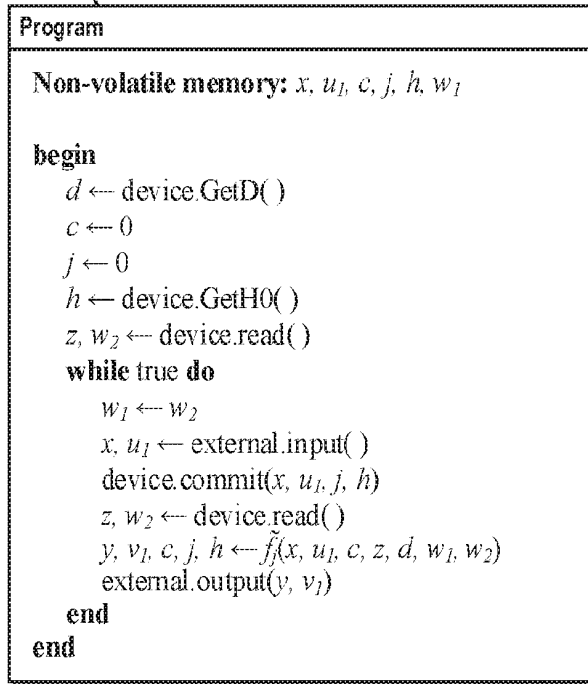 Program
Non-volatile memory: x, u₁, c, j, h, w₁
begin
d ← device.GetD( )
c ← 0
j ← 0
h ← device.GetH0( )
z, w₂ ← device.read( )
while true do
w₁ ← w₂
x, u₁ ← external.input( )
device.commit(x, u₁, j, h)
z, w₂ ← device.read( )
y, v₁, c, j, h ← f̃ⱼ(x, u₁, c, z, d, w₁, w₂)
external.output(y, v₁)
end
end